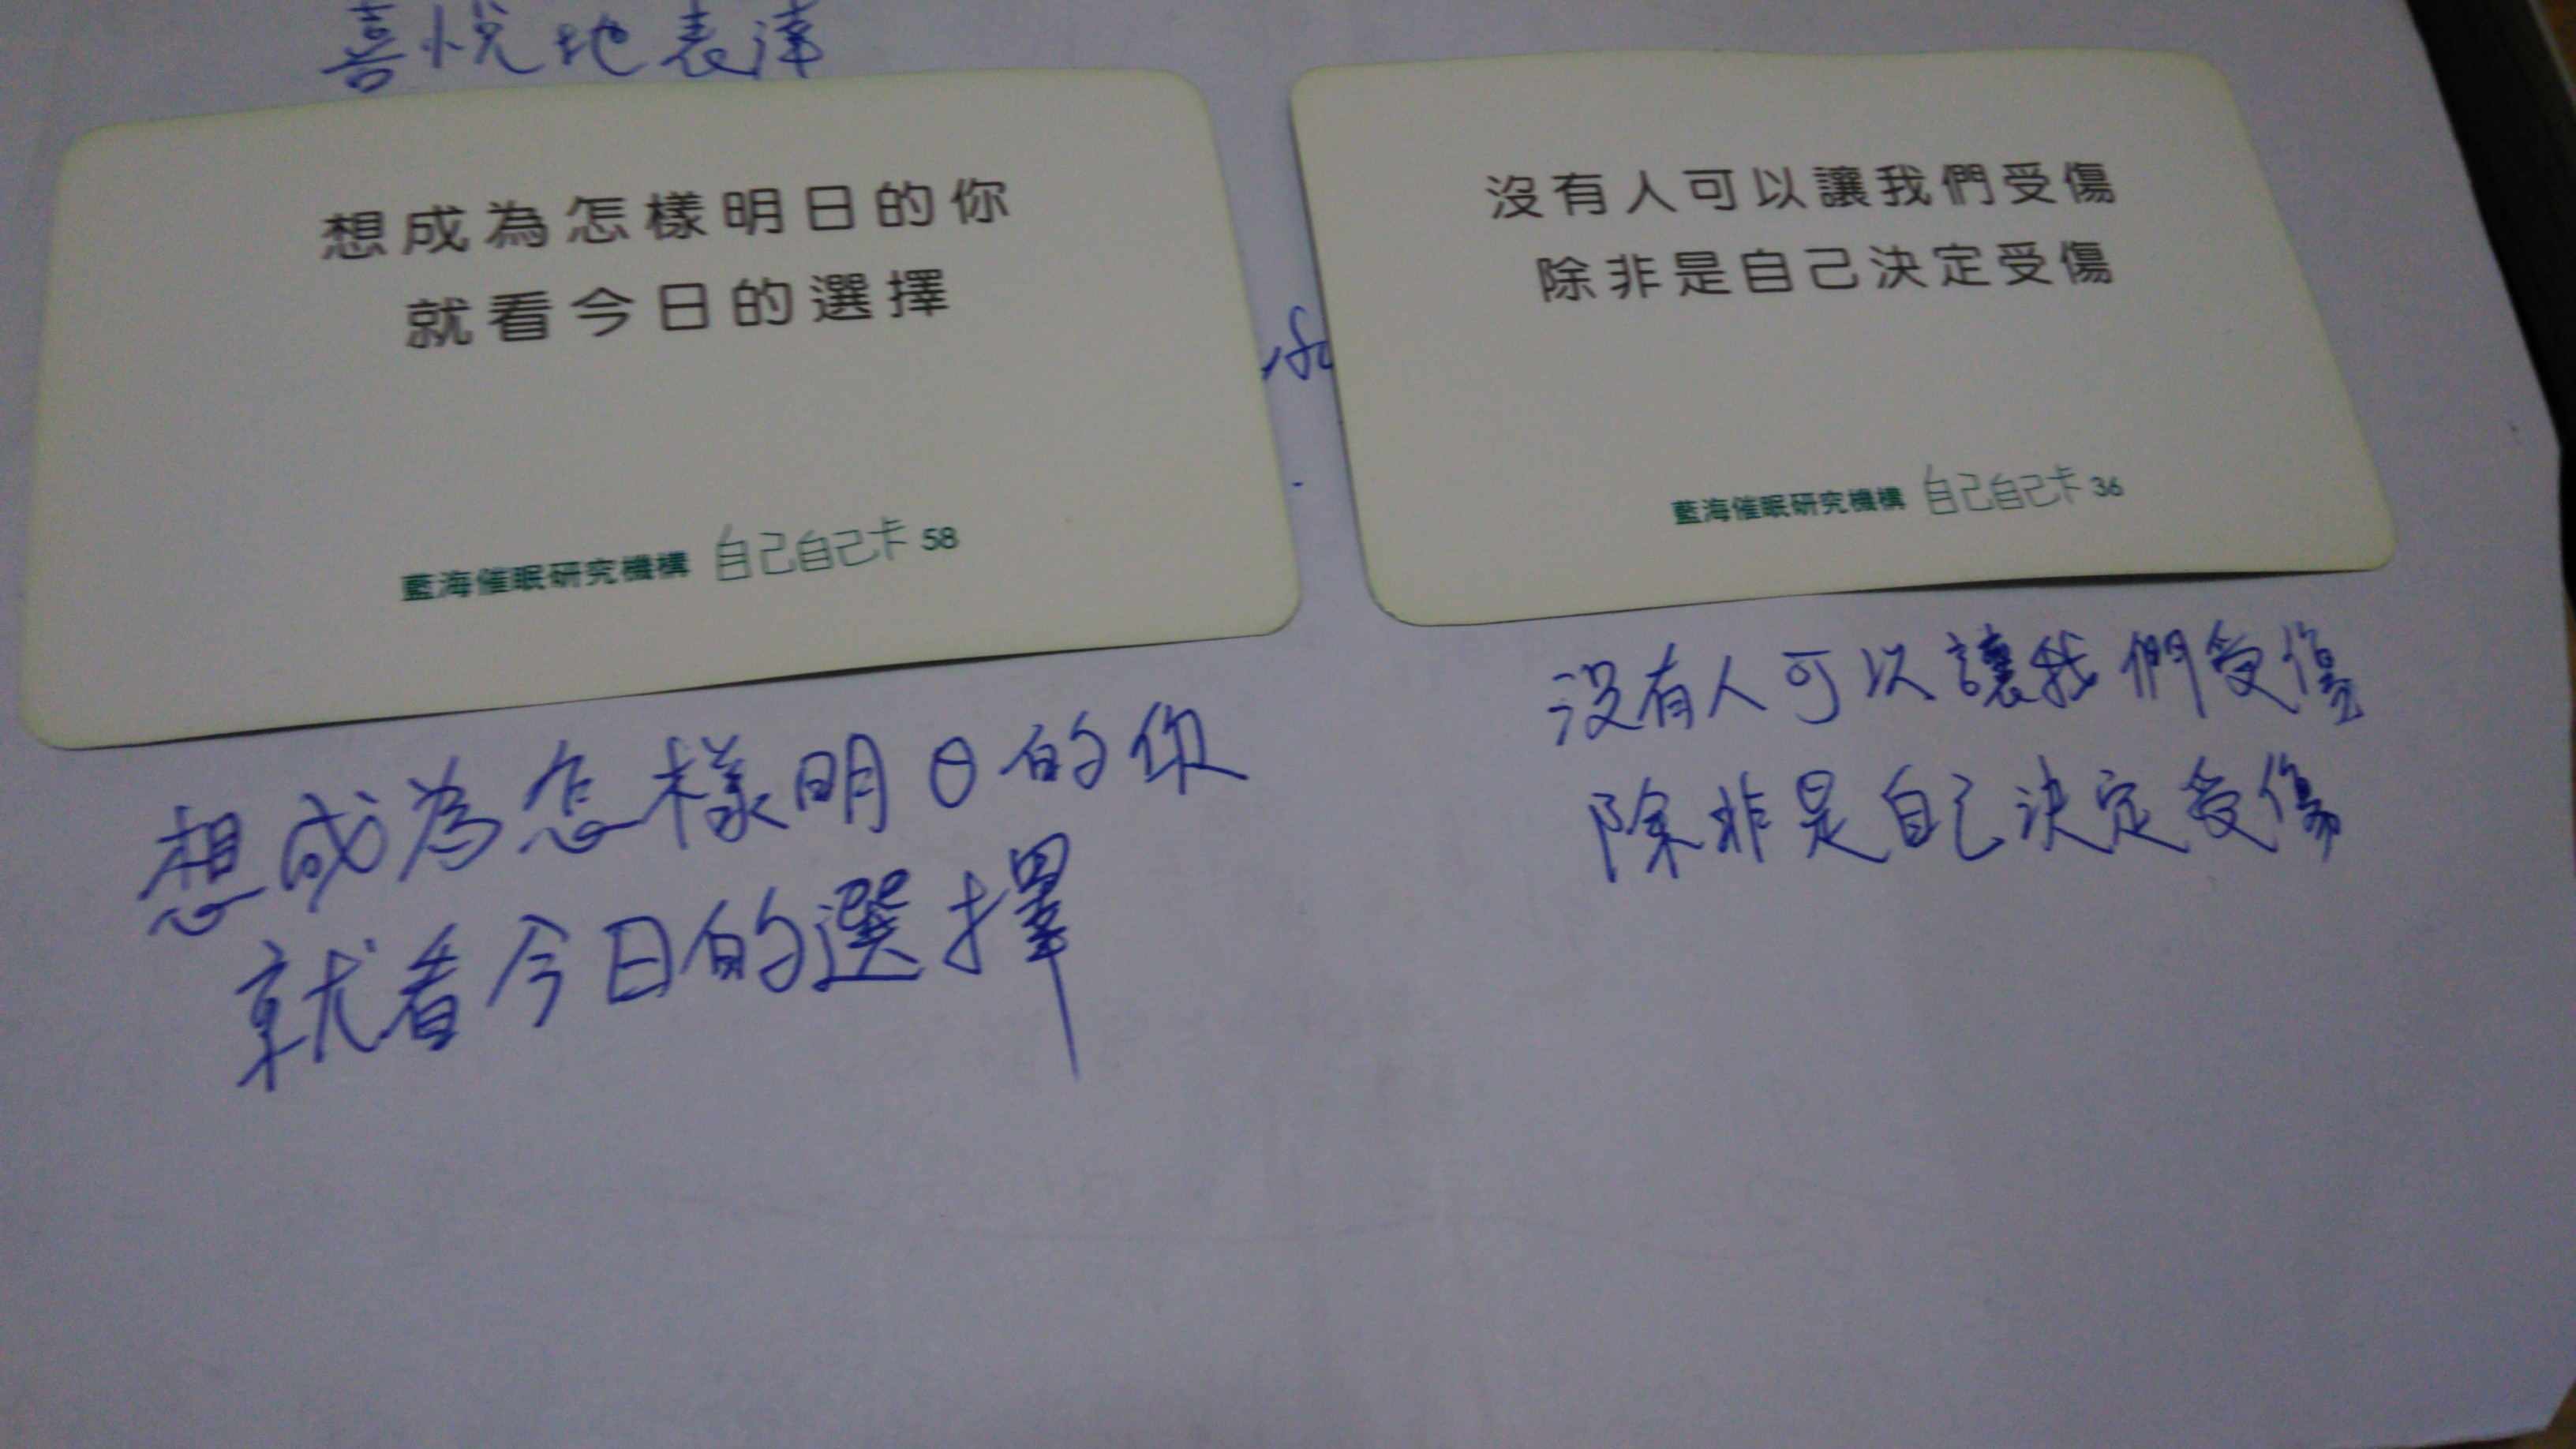 喜悅地表達
想成為怎樣明日的你
就看今日的選擇
藍海催眠研究機構 自己自己卡 58
沒有人可以讓我們受傷
除非是自己決定受傷
藍海催眠研究機構 自己自己卡 36
想成為怎樣明日的你
就看今日的選擇
沒有人可以讓我們受傷
除非是自己決定受傷